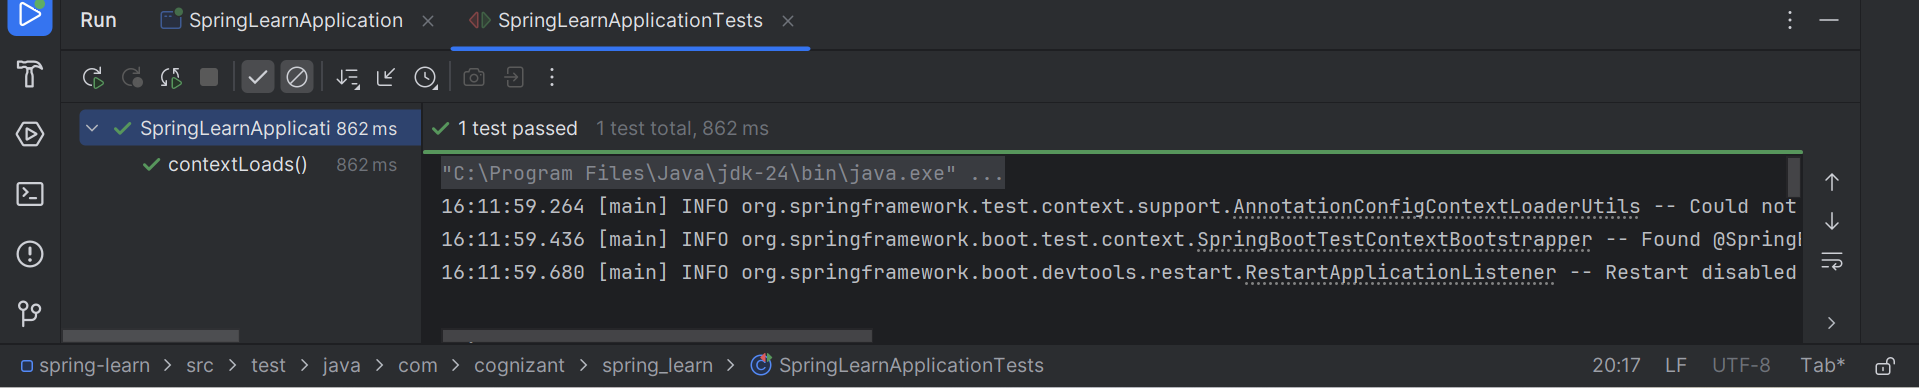 Run SpringLearnApplication SpringLearnApplicationTests
SpringLearnApplicati 862 ms
contextLoads() 862 ms
1 test passed 1 test total, 862 ms
"C:\Program Files\Java\jdk-24\bin\java.exe" ...
16:11:59.264 [main] INFO org.springframework.test.context.support.AnnotationConfigContextLoaderUtils -- Could not
16:11:59.436 [main] INFO org.springframework.boot.test.context.SpringBootTestContextBootstrapper -- Found @Spring
16:11:59.680 [main] INFO org.springframework.boot.devtools.restart.RestartApplicationListener -- Restart disabled
spring-learn > src > test > java > com > cognizant > spring_learn > SpringLearnApplicationTests 20:17 LF UTF-8 Tab*